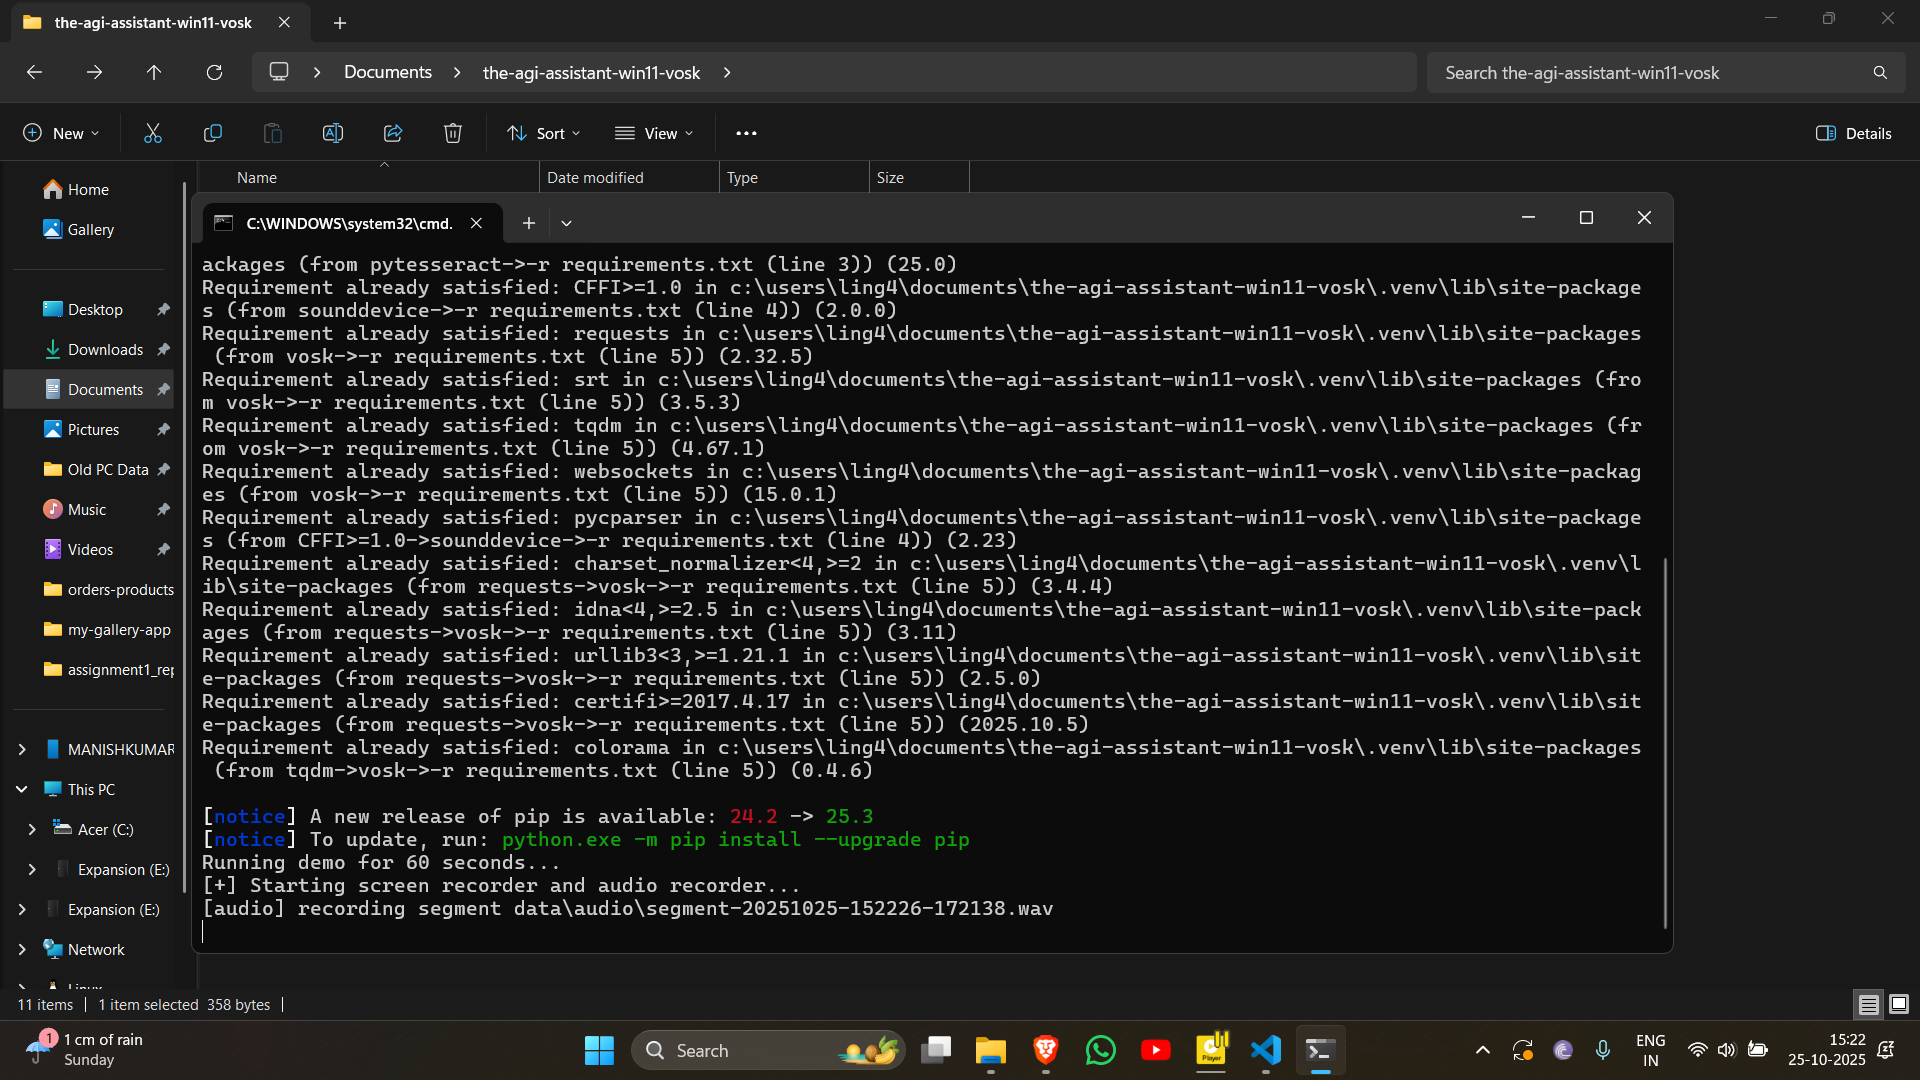 the-agi-assistant-win11-vosk
Documents
the-agi-assistant-win11-vosk
Search the-agi-assistant-win11-vosk
New
Sort
View
Details
Name
Date modified
Type
Size
Home
Gallery
Desktop
Downloads
Documents
Pictures
Old PC Data
Music
Videos
orders-products
my-gallery-app
assignment1_rep
MANISHKUMAR
This PC
Acer (C:)
Expansion (E:)
Expansion (E:)
Network
Linux
C:\WINDOWS\system32\cmd.
ackages (from pytesseract->-r requirements.txt (line 3)) (25.0)
Requirement already satisfied: CFFI>=1.0 in c:\users\ling4\documents\the-agi-assistant-win11-vosk\.venv\lib\site-package
s (from sounddevice->-r requirements.txt (line 4)) (2.0.0)
Requirement already satisfied: requests in c:\users\ling4\documents\the-agi-assistant-win11-vosk\.venv\lib\site-packages
(from vosk->-r requirements.txt (line 5)) (2.32.5)
Requirement already satisfied: srt in c:\users\ling4\documents\the-agi-assistant-win11-vosk\.venv\lib\site-packages (fro
m vosk->-r requirements.txt (line 5)) (3.5.3)
Requirement already satisfied: tqdm in c:\users\ling4\documents\the-agi-assistant-win11-vosk\.venv\lib\site-packages (fr
om vosk->-r requirements.txt (line 5)) (4.67.1)
Requirement already satisfied: websockets in c:\users\ling4\documents\the-agi-assistant-win11-vosk\.venv\lib\site-packag
es (from vosk->-r requirements.txt (line 5)) (15.0.1)
Requirement already satisfied: pycparser in c:\users\ling4\documents\the-agi-assistant-win11-vosk\.venv\lib\site-package
s (from CFFI>=1.0->sounddevice->-r requirements.txt (line 4)) (2.23)
Requirement already satisfied: charset_normalizer<4,>=2 in c:\users\ling4\documents\the-agi-assistant-win11-vosk\.venv\l
ib\site-packages (from requests->vosk->-r requirements.txt (line 5)) (3.4.4)
Requirement already satisfied: idna<4,>=2.5 in c:\users\ling4\documents\the-agi-assistant-win11-vosk\.venv\lib\site-pack
ages (from requests->vosk->-r requirements.txt (line 5)) (3.11)
Requirement already satisfied: urllib3<3,>=1.21.1 in c:\users\ling4\documents\the-agi-assistant-win11-vosk\.venv\lib\sit
e-packages (from requests->vosk->-r requirements.txt (line 5)) (2.5.0)
Requirement already satisfied: certifi>=2017.4.17 in c:\users\ling4\documents\the-agi-assistant-win11-vosk\.venv\lib\sit
e-packages (from requests->vosk->-r requirements.txt (line 5)) (2025.10.5)
Requirement already satisfied: colorama in c:\users\ling4\documents\the-agi-assistant-win11-vosk\.venv\lib\site-packages
(from tqdm->vosk->-r requirements.txt (line 5)) (0.4.6)
[notice] A new release of pip is available: 24.2 -> 25.3
[notice] To update, run: python.exe -m pip install --upgrade pip
Running demo for 60 seconds...
[+] Starting screen recorder and audio recorder...
[audio] recording segment data\audio\segment-20251025-152226-172138.wav
11 items
1 item selected 358 bytes
1
1 cm of rain
Sunday
Search
Player
ENG
IN
15:22
25-10-2025